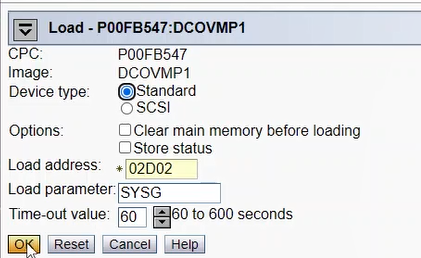 Load - P00FB547:DCOVMP1
CPC: P00FB547
Image: DCOVMP1
Device type: Standard
SCSI
Options: Clear main memory before loading
Store status
Load address: * 02D02
Load parameter: SYSG
Time-out value: 60 60 to 600 seconds
OK Reset Cancel Help